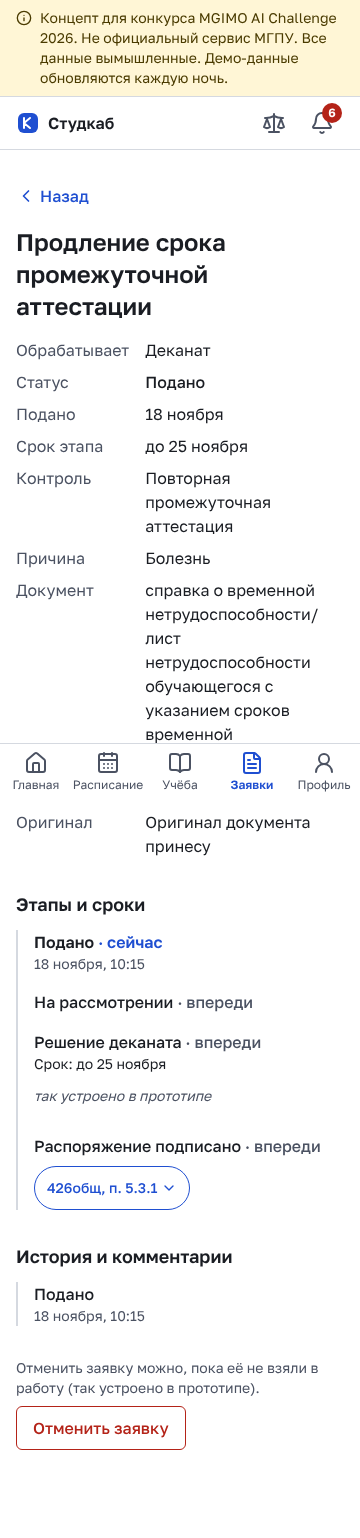 Концепт для конкурса MGIMO AI Challenge
2026. Не официальный сервис МГПУ. Все
данные вымышленные. Демо-данные
обновляются каждую ночь.
Студкаб
6
Назад
Продление срока
промежуточной
аттестации
Обрабатывает Деканат
Статус Подано
Подано 18 ноября
Срок этапа до 25 ноября
Контроль Повторная
промежуточная
аттестация
Причина Болезнь
Документ справка о временной
нетрудоспособности/
лист
нетрудоспособности
обучающегося с
указанием сроков
временной
Главная Расписание Учёба Заявки Профиль
Оригинал Оригинал документа
принесу
Этапы и сроки
Подано · сейчас
18 ноября, 10:15
На рассмотрении · впереди
Решение деканата · впереди
Срок: до 25 ноября
так устроено в прототипе
Распоряжение подписано · впереди
426общ, п. 5.3.1
История и комментарии
Подано
18 ноября, 10:15
Отменить заявку можно, пока её не взяли в
работу (так устроено в прототипе).
Отменить заявку